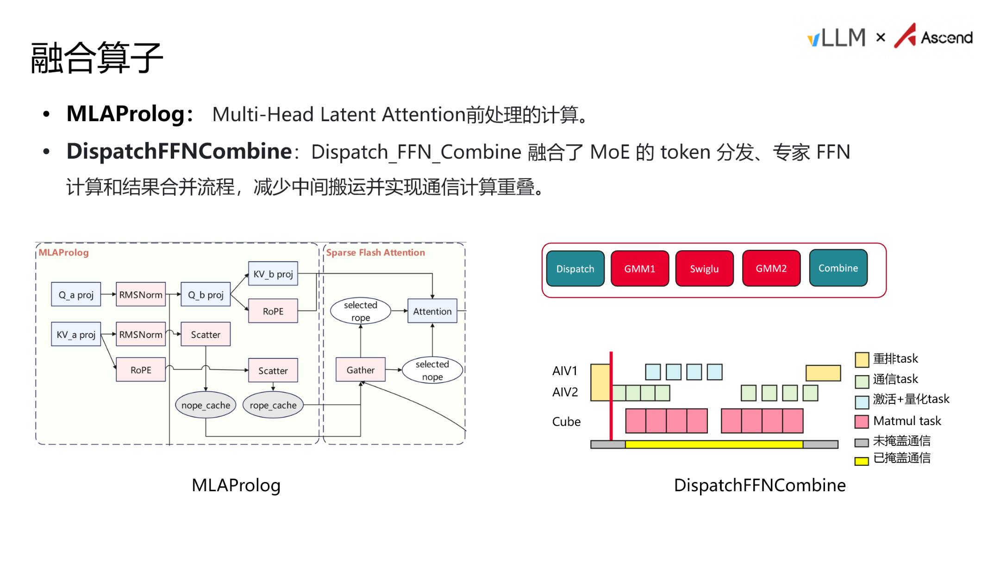 vLLM × Ascend
融合算子
• MLAProlog： Multi-Head Latent Attention前处理的计算。
• DispatchFFNCombine：Dispatch_FFN_Combine 融合了 MoE 的 token 分发、专家 FFN
计算和结果合并流程，减少中间搬运并实现通信计算重叠。
MLAProlog
Q_a proj
RMSNorm
Q_b proj
KV_b proj
RoPE
KV_a proj
RMSNorm
Scatter
RoPE
Scatter
nope_cache
rope_cache
Sparse Flash Attention
selected
rope
Attention
Gather
selected
nope
MLAProlog
Dispatch
GMM1
Swiglu
GMM2
Combine
AIV1
AIV2
Cube
重排task
通信task
激活+量化task
Matmul task
未掩盖通信
已掩盖通信
DispatchFFNCombine